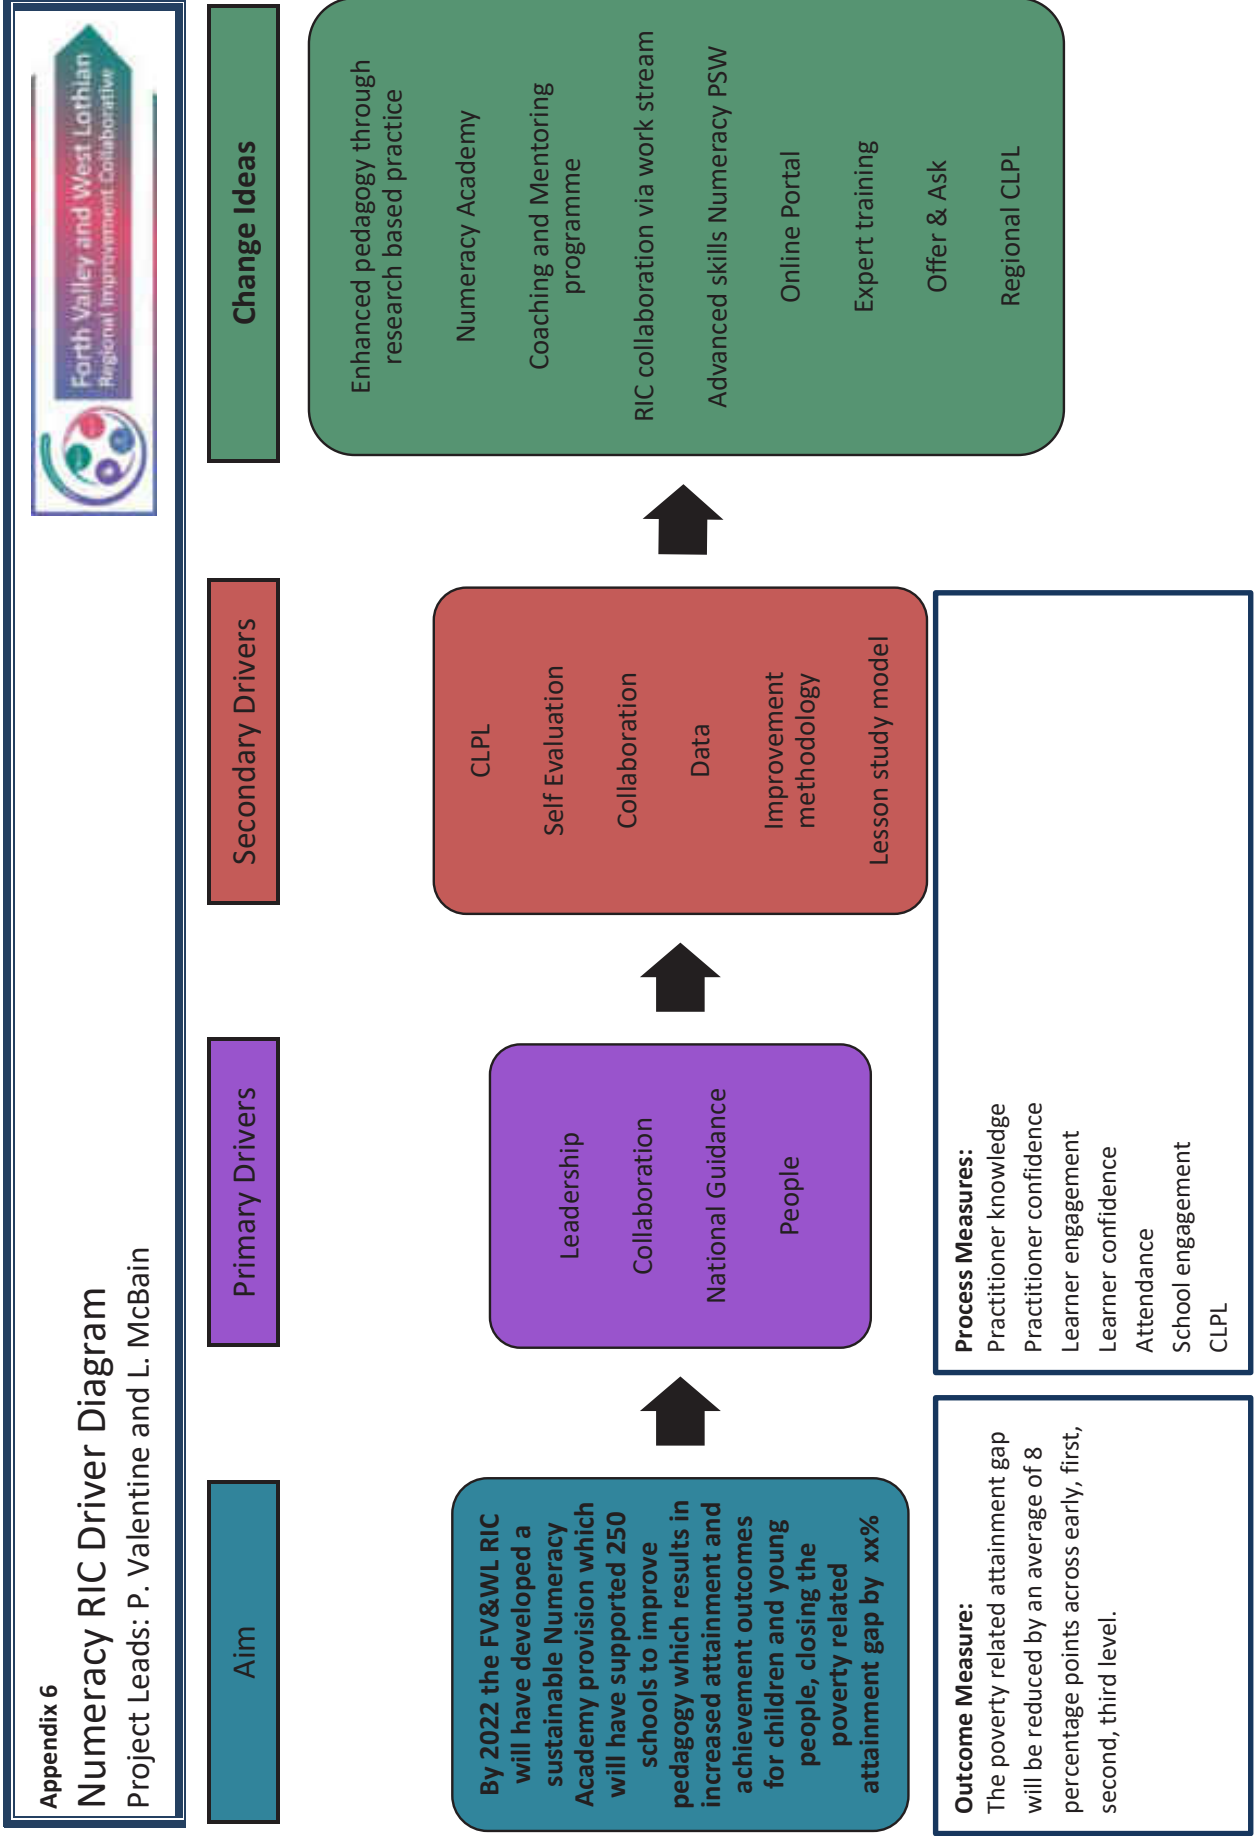 Appendix 6
Numeracy RIC Driver Diagram
Project Leads: P. Valentine and L. McBain
Forth Valley and West Lothian
Regional Improvement Collaborative
Aim
Primary Drivers
Secondary Drivers
Change Ideas
By 2022 the FV&WL RIC
will have developed a
sustainable Numeracy
Academy provision which
will have supported 250
schools to improve
pedagogy which results in
increased attainment and
achievement outcomes
for children and young
people, closing the
poverty related
attainment gap by xx%
Leadership
Collaboration
National Guidance
People
CLPL
Self Evaluation
Collaboration
Data
Improvement
methodology
Lesson study model
Enhanced pedagogy through
research based practice
Numeracy Academy
Coaching and Mentoring
programme
RIC collaboration via work stream
Advanced skills Numeracy PSW
Online Portal
Expert training
Offer & Ask
Regional CLPL
Outcome Measure:
The poverty related attainment gap
will be reduced by an average of 8
percentage points across early, first,
second, third level.
Process Measures:
Practitioner knowledge
Practitioner confidence
Learner engagement
Learner confidence
Attendance
School engagement
CLPL